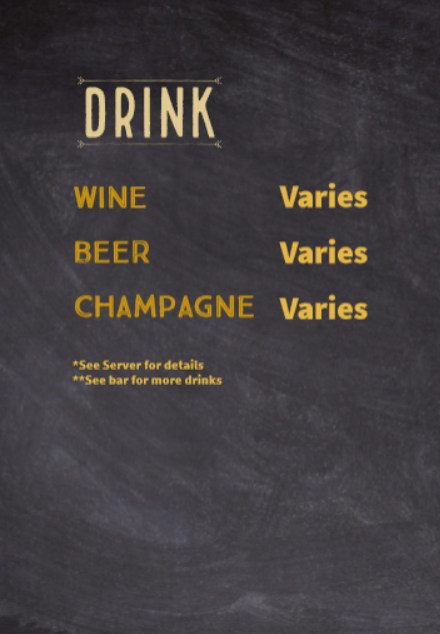 DRINK
WINE Varies
BEER Varies
CHAMPAGNE Varies
*See Server for details
**See bar for more drinks